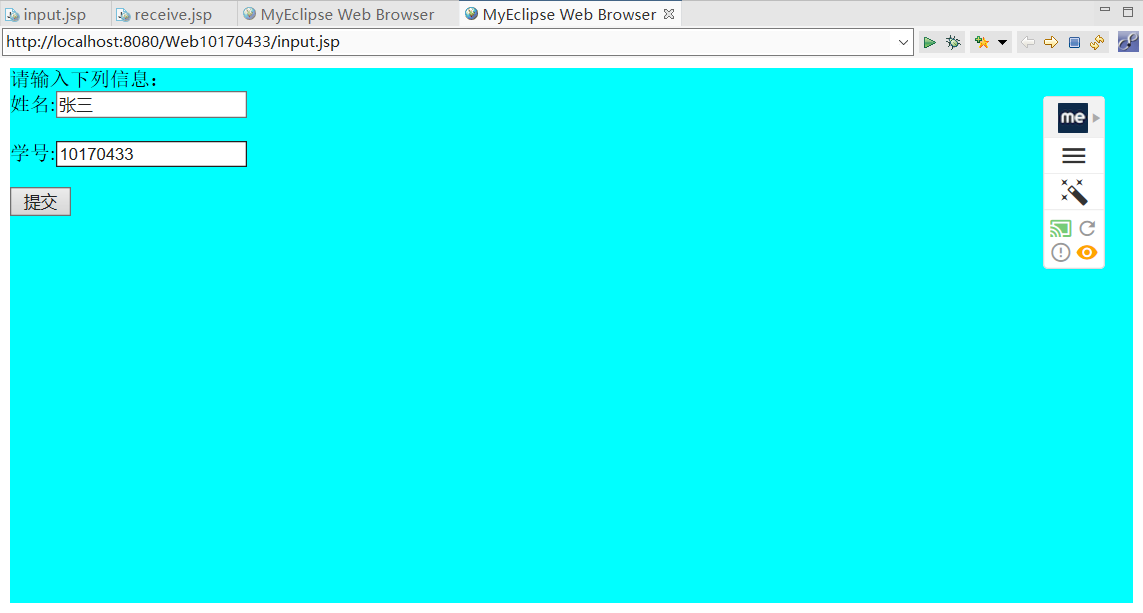 input.jsp receive.jsp MyEclipse Web Browser MyEclipse Web Browser
http://localhost:8080/Web10170433/input.jsp
请输入下列信息：
姓名:张三
学号:10170433
提交
me